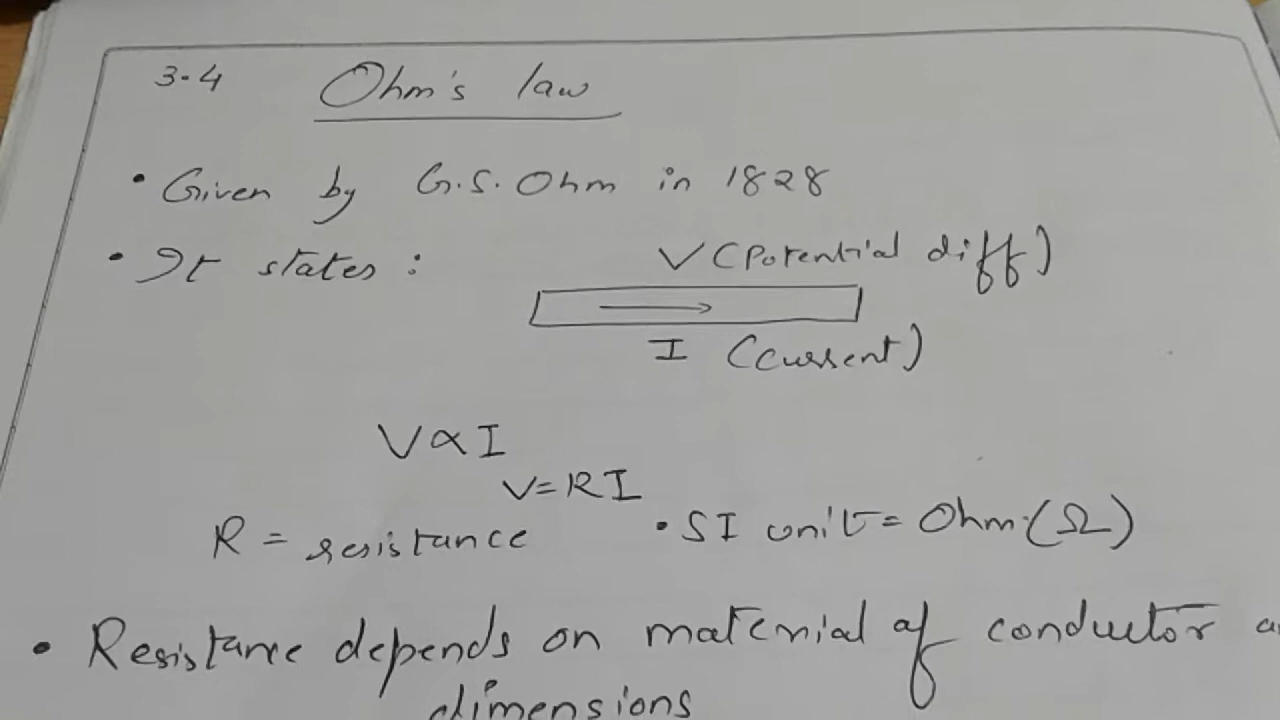 3-4 Ohm's law
• Given by G.S. Ohm in 1828
• It states :
V (Potential diff)
I (current)
V ∝ I
V = RI
R = resistance
• SI unit = Ohm (Ω)
• Resistance depends on material of conductor
dimensions